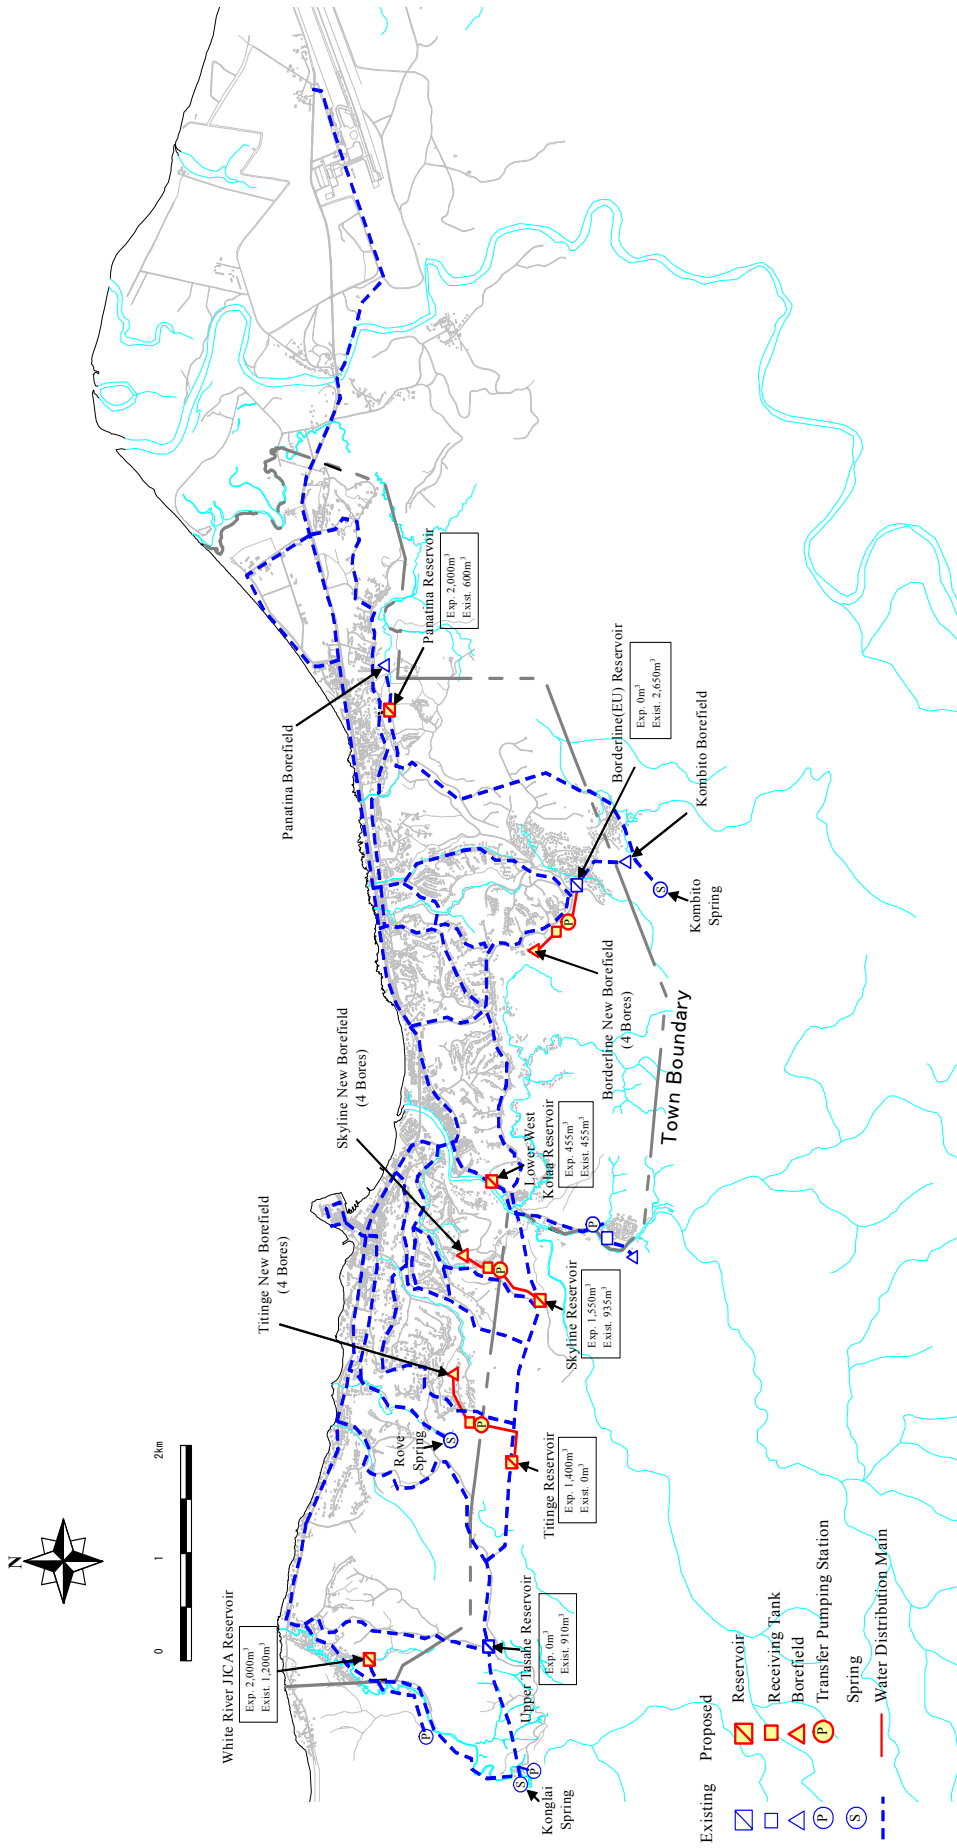 N
0
1
2km
White River JICA Reservoir
Exp. 2,000m³
Exist. 1,200m³
Titinge New Borefield
(4 Bores)
Skyline New Borefield
(4 Bores)
Panatina Borefield
Panatina Reservoir
Exp. 2,000m³
Exist. 600m³
Borderline(EU) Reservoir
Exp. 0m³
Exist. 2,650m³
Kombito Borefield
Kombito
Spring
Borderline New Borefield
(4 Bores)
Town Boundary
Lower West
Kolaa Reservoir
Exp. 455m³
Exist. 455m³
Skyline Reservoir
Exp. 1,550m³
Exist. 935m³
Rove
Spring
Titinge Reservoir
Exp. 1,400m³
Exist. 0m³
Upper Tasahe Reservoir
Exp. 0m³
Exist. 910m³
Konglai
Spring
S
S
S
P
P
P
P
P
P
Existing Proposed
Reservoir
Receiving Tank
Borefield
P P Transfer Pumping Station
S Spring
Water Distribution Main